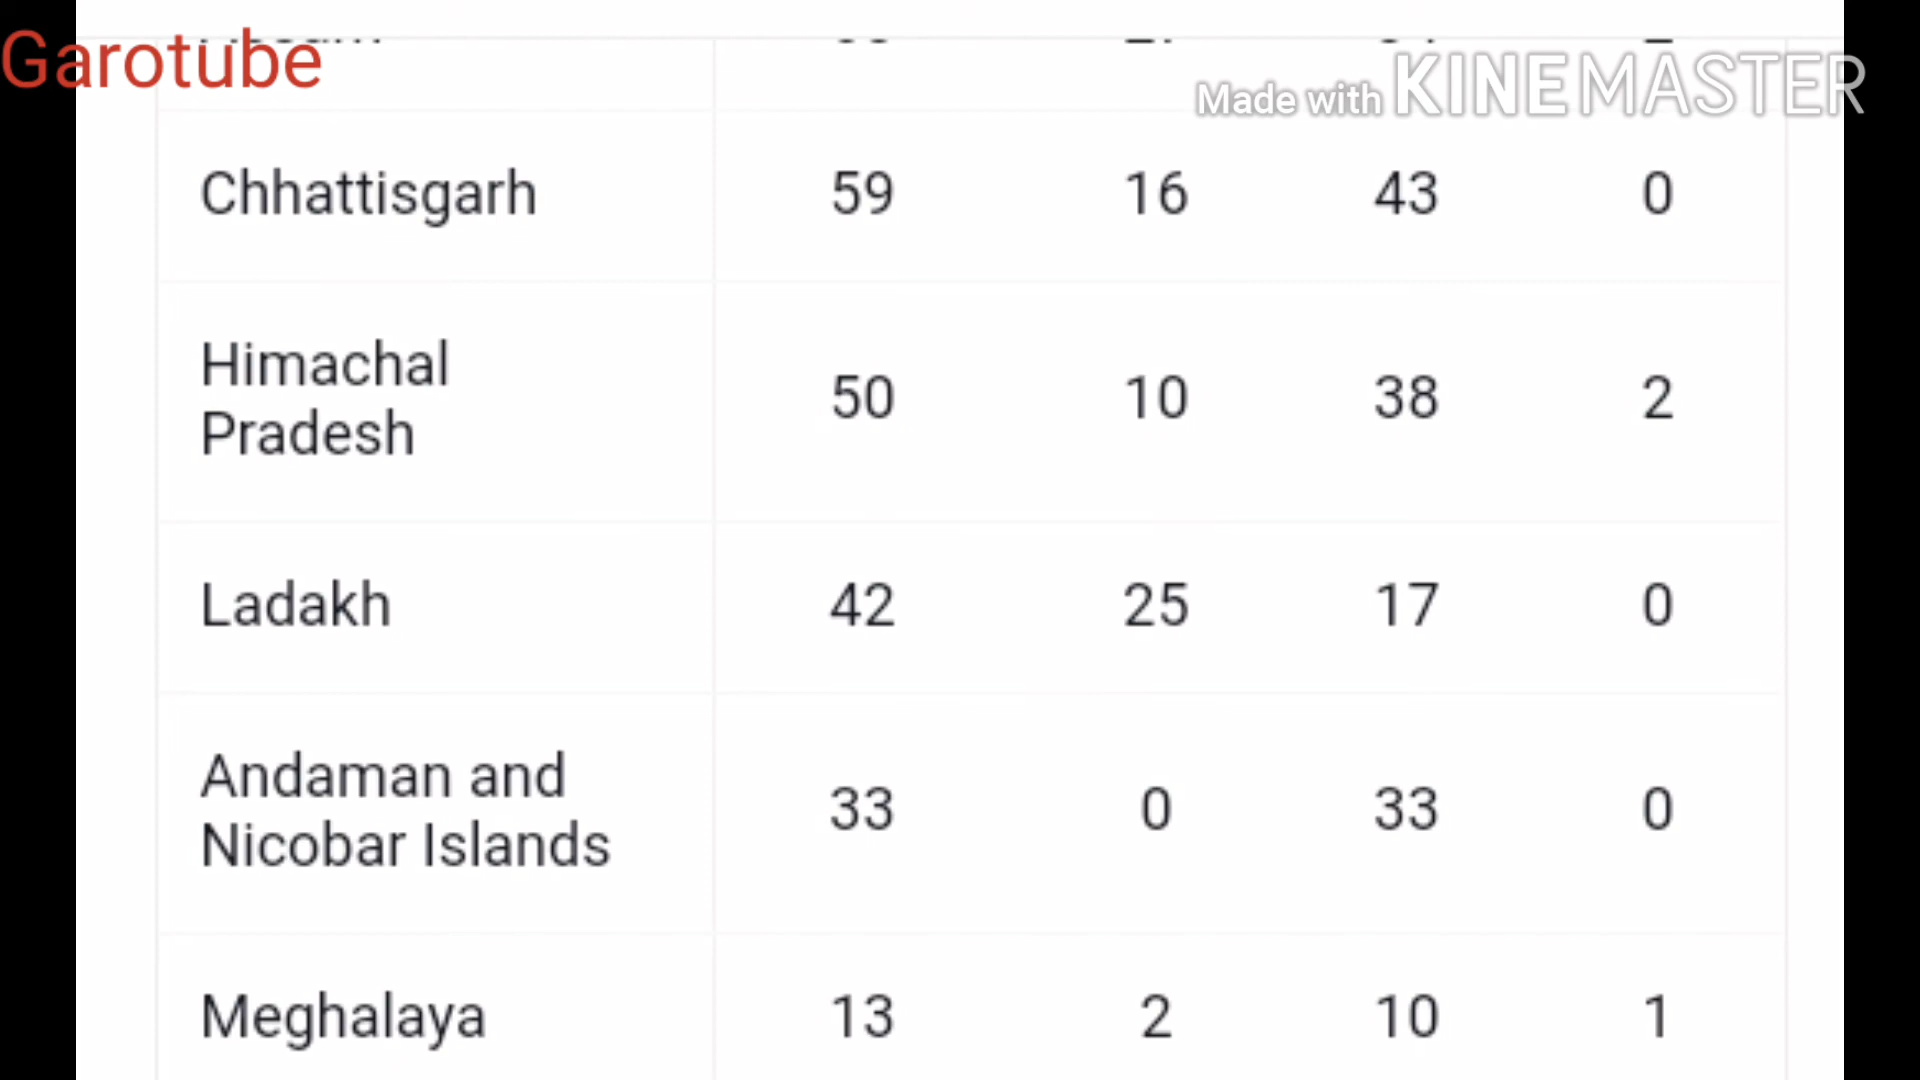 Garotube
Made with KINEMASTER
Chhattisgarh 59 16 43 0
Himachal
Pradesh 50 10 38 2
Ladakh 42 25 17 0
Andaman and
Nicobar Islands 33 0 33 0
Meghalaya 13 2 10 1